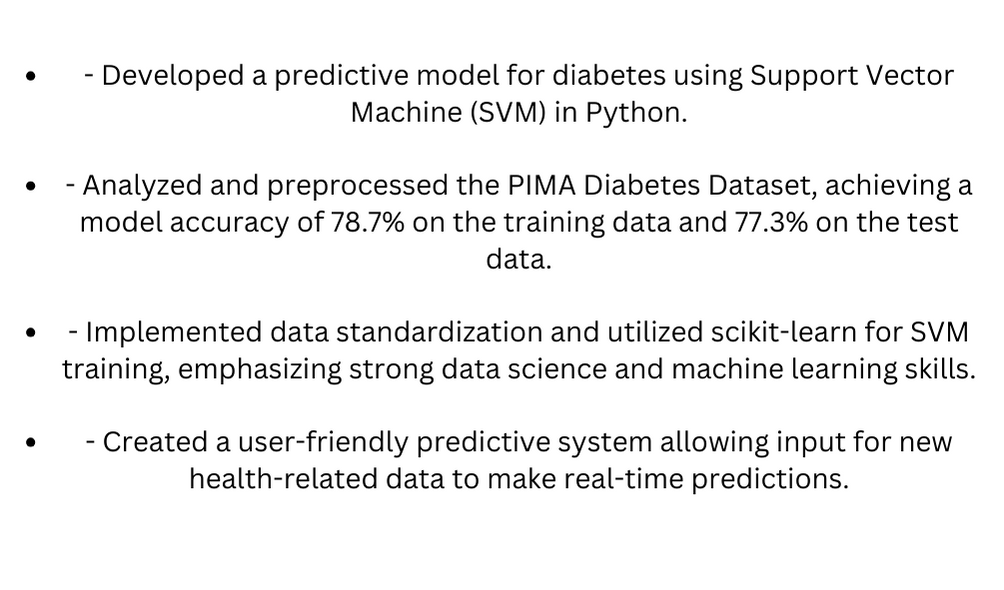 • - Developed a predictive model for diabetes using Support Vector
Machine (SVM) in Python.
• - Analyzed and preprocessed the PIMA Diabetes Dataset, achieving a
model accuracy of 78.7% on the training data and 77.3% on the test
data.
• - Implemented data standardization and utilized scikit-learn for SVM
training, emphasizing strong data science and machine learning skills.
• - Created a user-friendly predictive system allowing input for new
health-related data to make real-time predictions.